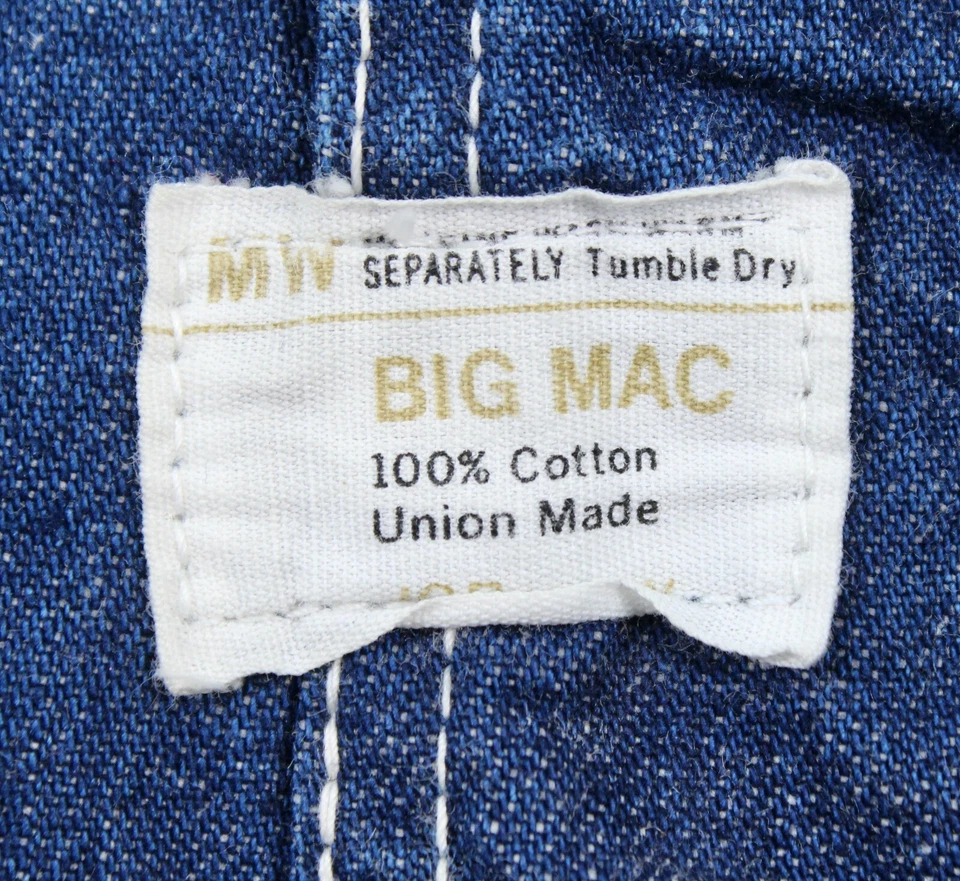 MW
SEPARATELY Tumble Dry
BIG MAC
100% Cotton
Union Made